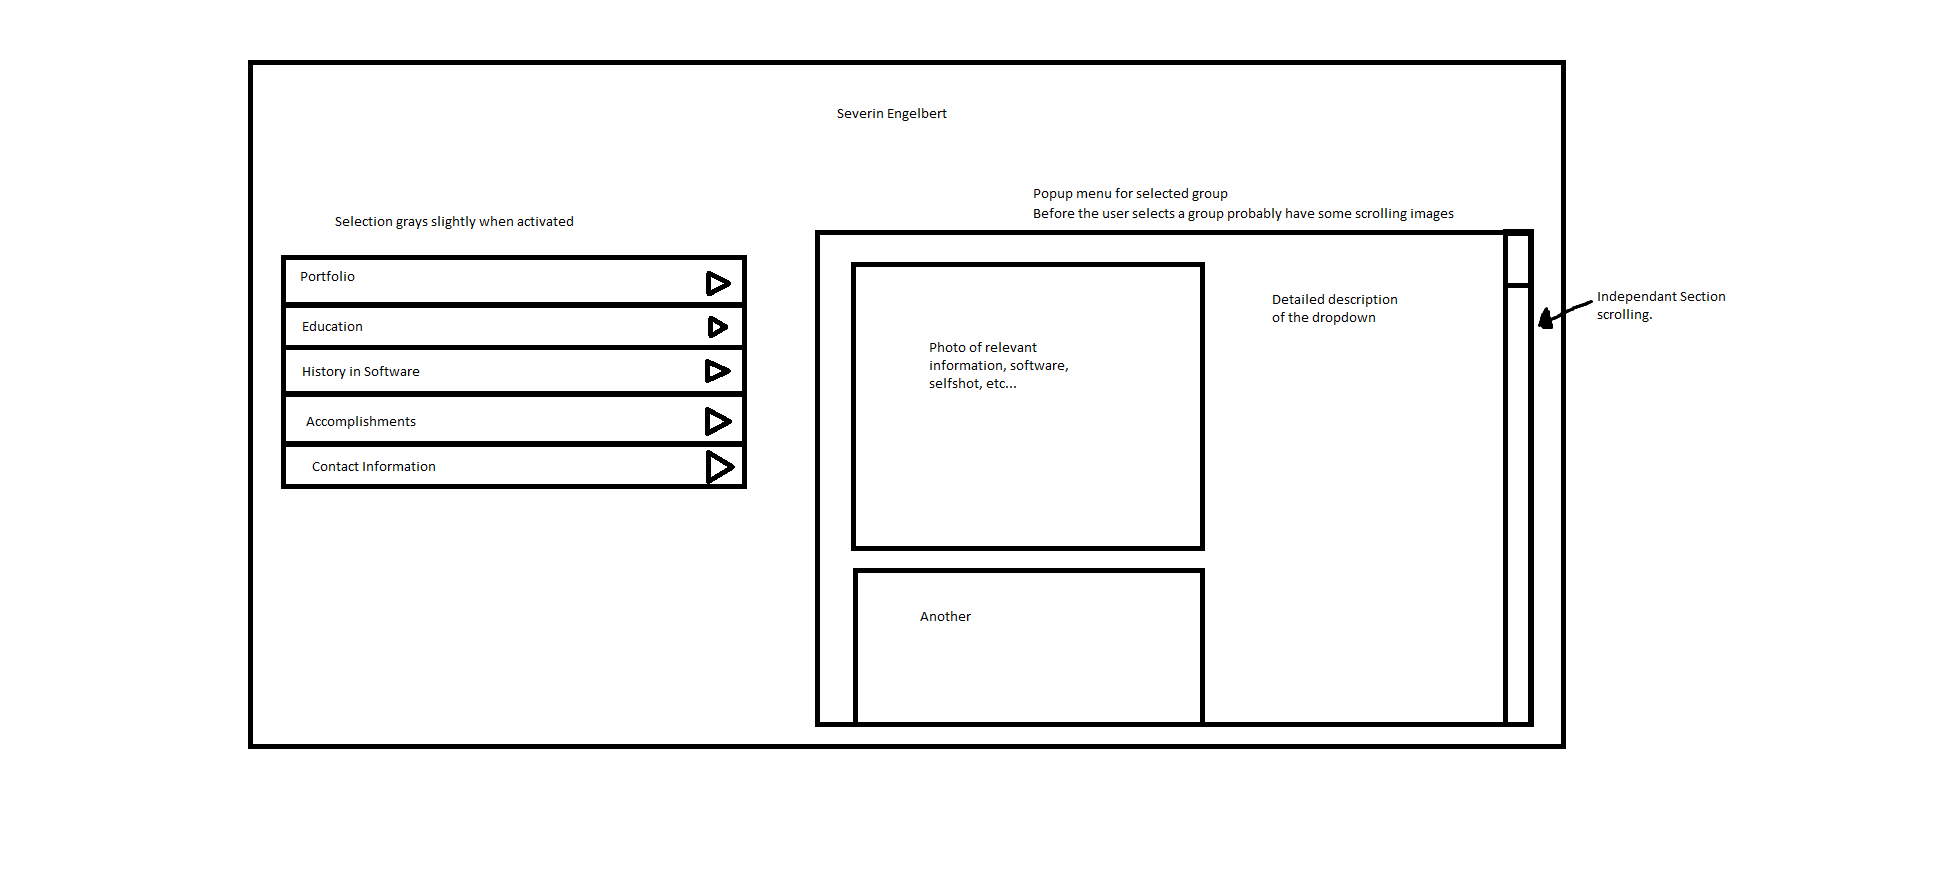 Severin Engelbert
Popup menu for selected group
Before the user selects a group probably have some scrolling images
Selection grays slightly when activated
Portfolio
Education
History in Software
Accomplishments
Contact Information
Photo of relevant
information, software,
selfshot, etc...
Another
Detailed description
of the dropdown
Independant Section
scrolling.